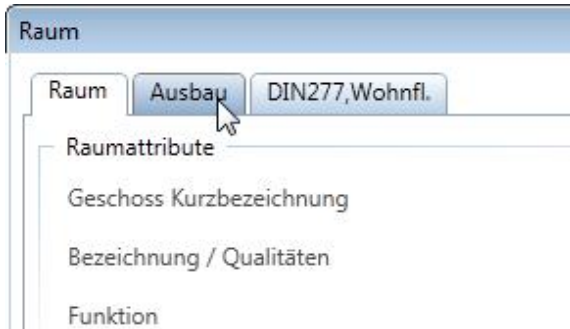 Raum
Raum Ausbau DIN277,Wohnfl.
Raumattribute
Geschoss Kurzbezeichnung
Bezeichnung / Qualitäten
Funktion